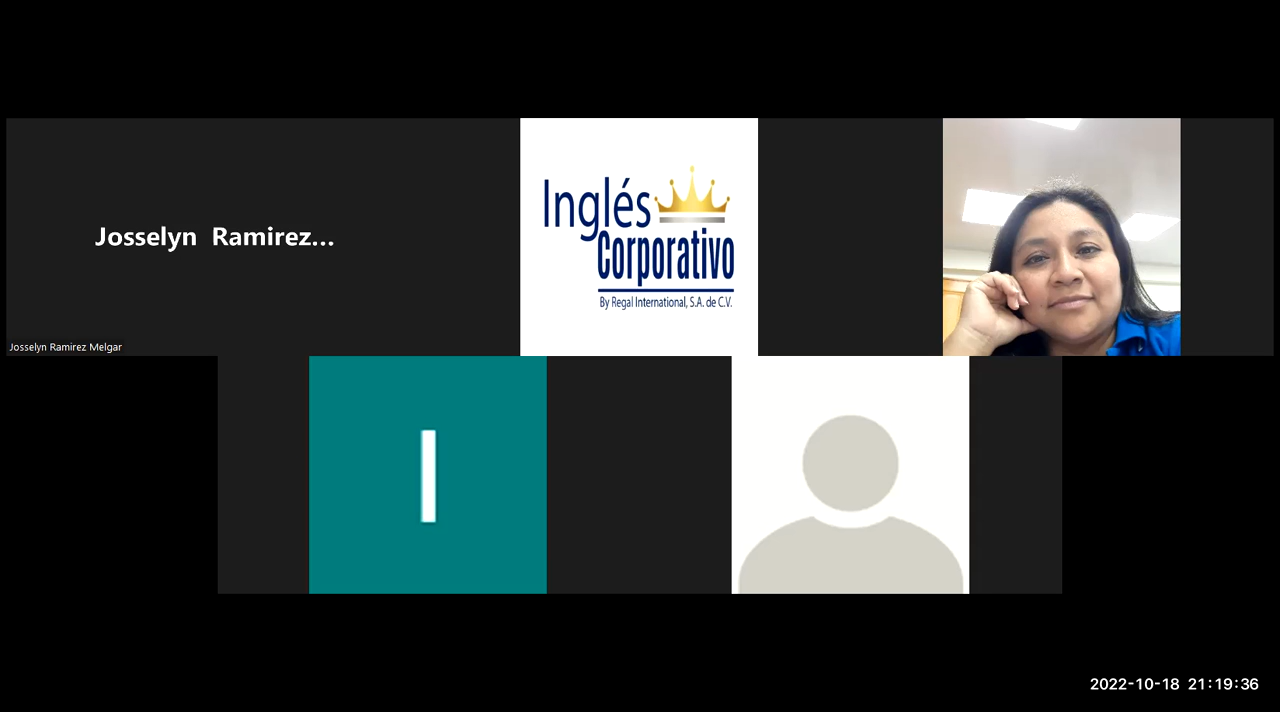 Josselyn Ramirez...
Josselyn Ramirez Melgar
Inglés
Corporativo
By Regal International, S.A. de C.V.
I
2022-10-18 21:19:36